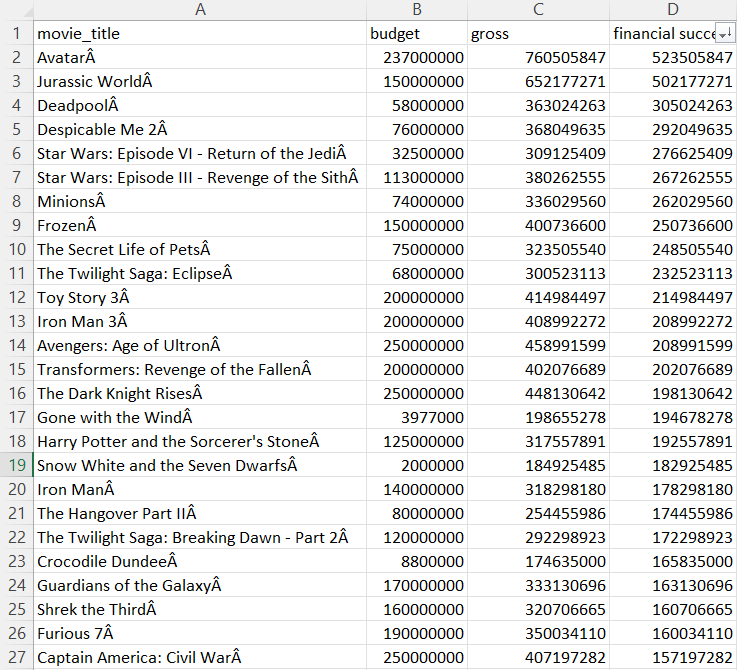 A B C D
1 movie_title budget gross financial succe
2 AvatarÂ 237000000 760505847 523505847
3 Jurassic WorldÂ 150000000 652177271 502177271
4 DeadpoolÂ 58000000 363024263 305024263
5 Despicable Me 2Â 76000000 368049635 292049635
6 Star Wars: Episode VI - Return of the JediÂ 32500000 309125409 276625409
7 Star Wars: Episode III - Revenge of the SithÂ 113000000 380262555 267262555
8 MinionsÂ 74000000 336029560 262029560
9 FrozenÂ 150000000 400736600 250736600
10 The Secret Life of PetsÂ 75000000 323505540 248505540
11 The Twilight Saga: EclipseÂ 68000000 300523113 232523113
12 Toy Story 3Â 200000000 414984497 214984497
13 Iron Man 3Â 200000000 408992272 208992272
14 Avengers: Age of UltronÂ 250000000 458991599 208991599
15 Transformers: Revenge of the FallenÂ 200000000 402076689 202076689
16 The Dark Knight RisesÂ 250000000 448130642 198130642
17 Gone with the WindÂ 3977000 198655278 194678278
18 Harry Potter and the Sorcerer's StoneÂ 125000000 317557891 192557891
19 Snow White and the Seven DwarfsÂ 2000000 184925485 182925485
20 Iron ManÂ 140000000 318298180 178298180
21 The Hangover Part IIÂ 80000000 254455986 174455986
22 The Twilight Saga: Breaking Dawn - Part 2Â 120000000 292298923 172298923
23 Crocodile DundeeÂ 8800000 174635000 165835000
24 Guardians of the GalaxyÂ 170000000 333130696 163130696
25 Shrek the ThirdÂ 160000000 320706665 160706665
26 Furious 7Â 190000000 350034110 160034110
27 Captain America: Civil WarÂ 250000000 407197282 157197282